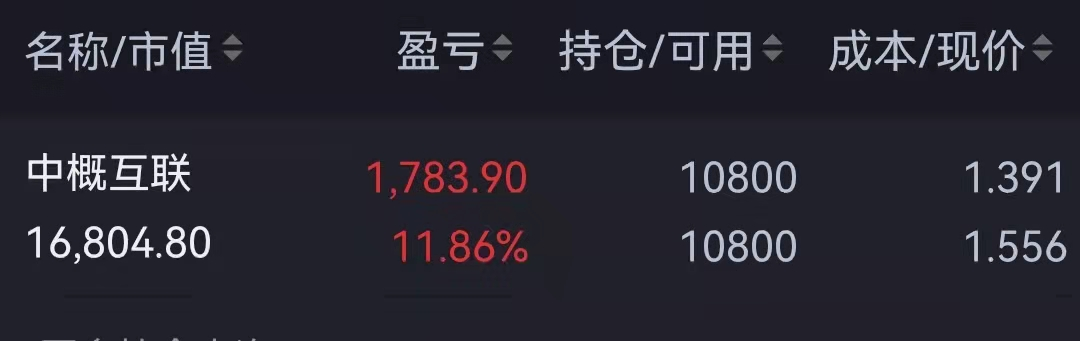 名称/市值 盈亏 持仓/可用 成本/现价
中概互联 1,783.90 10800 1.391
16,804.80 11.86% 10800 1.556